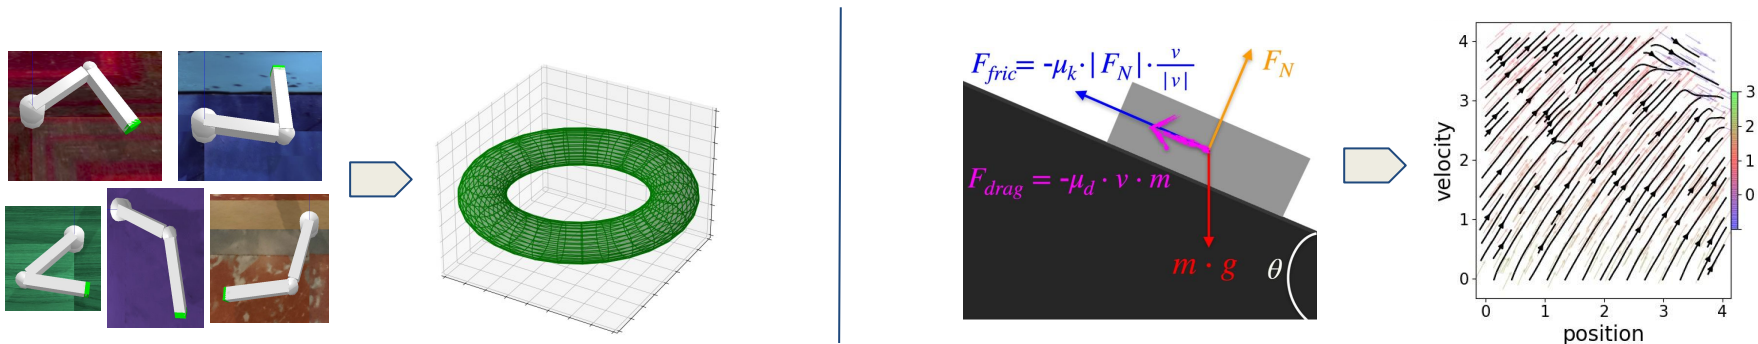 F_fric= -μ_k·|F_N|·v/|v|
F_N
F_drag = -μ_d · v · m
m · g
θ
velocity
4
3
2
1
0
0 1 2 3 4
position
3
2
1
0